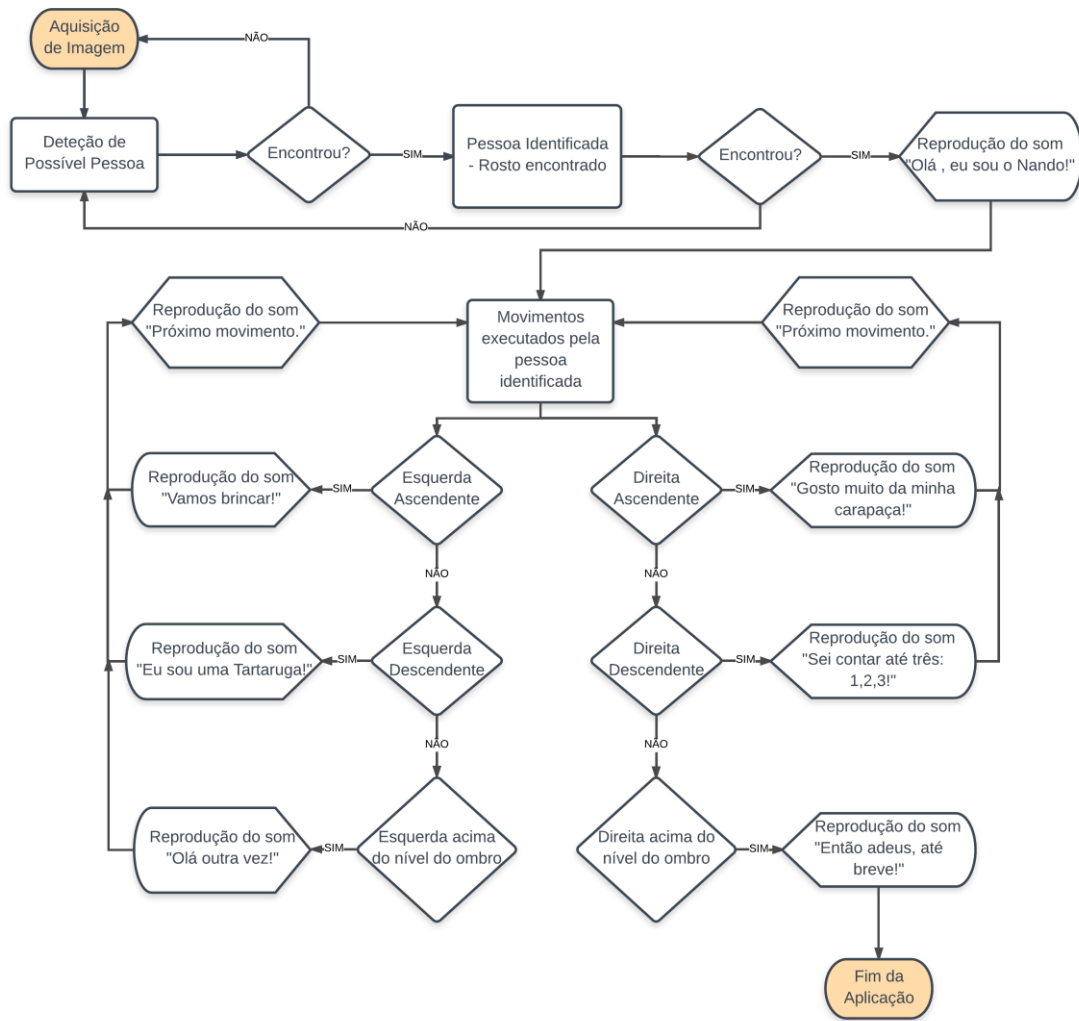 Aquisição
de Imagem
NÃO
Deteção de
Possível Pessoa
Encontrou?
SIM
Pessoa Identificada
- Rosto encontrado
Encontrou?
SIM
Reprodução do som
"Olá , eu sou o Nando!"
NÃO
Reprodução do som
"Próximo movimento."
Movimentos
executados pela
pessoa
identificada
Reprodução do som
"Próximo movimento."
Reprodução do som
"Vamos brincar!"
SIM
Esquerda
Ascendente
Direita
Ascendente
SIM
Reprodução do som
"Gosto muito da minha
carapaça!"
NÃO
NÃO
Reprodução do som
"Eu sou uma Tartaruga!"
SIM
Esquerda
Descendente
Direita
Descendente
SIM
Reprodução do som
"Sei contar até três:
1,2,3!"
NÃO
NÃO
Reprodução do som
"Olá outra vez!"
SIM
Esquerda acima
do nível do ombro
Direita acima do
nível do ombro
SIM
Reprodução do som
"Então adeus, até
breve!"
Fim da
Aplicação